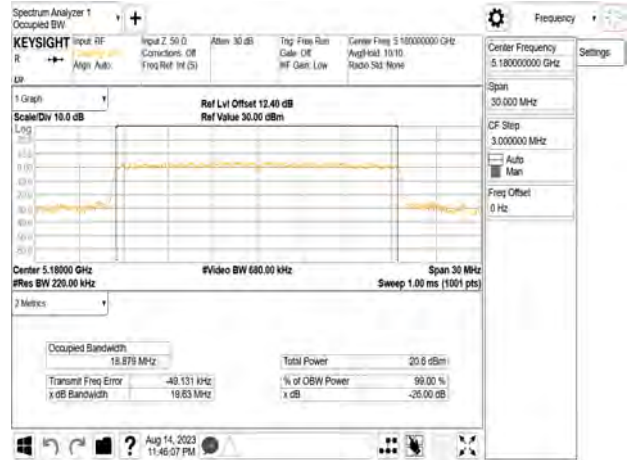 Spectrum Analyzer 1
Occupied BW
Frequency
KEYSIGHT
Input: RF
Input Z: 50 Ω
Atten: 30 dB
Trig: Free Run
Center Freq: 5.180000000 GHz
R
Corrections: Off
Gate: Off
Avg|Hold: 10/10
Align: Auto
Freq Ref: Int (S)
#IF Gain: Low
Radio Std: None
Center Frequency
5.180000000 GHz
Settings
Span
30.000 MHz
CF Step
3.000000 MHz
Auto
Man
Freq Offset
0 Hz
1 Graph
Ref Lvl Offset 12.40 dB
Scale/Div 10.0 dB
Ref Value 30.00 dBm
Log
Center 5.18000 GHz
#Video BW 680.00 kHz
Span 30 MHz
#Res BW 220.00 kHz
Sweep 1.00 ms (1001 pts)
2 Metrics
Occupied Bandwidth
18.879 MHz
Total Power
20.6 dBm
Transmit Freq Error
-49.131 kHz
% of OBW Power
99.00 %
x dB Bandwidth
19.63 MHz
x dB
-26.00 dB
?
Aug 14, 2023
11:46:07 PM